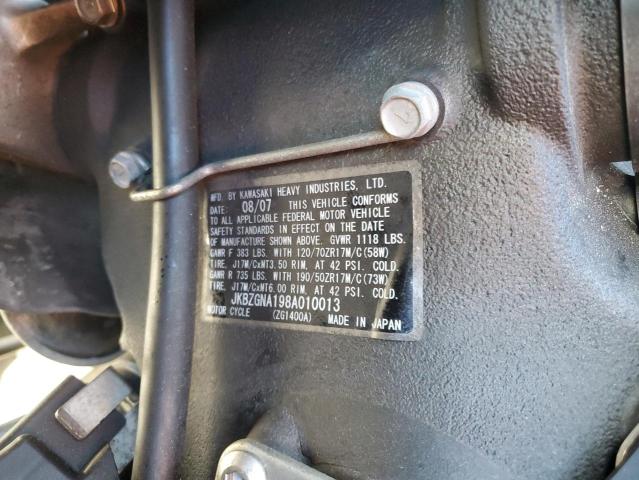 MFD. BY KAWASAKI HEAVY INDUSTRIES, LTD.
DATE: 08/07 THIS VEHICLE CONFORMS
TO ALL APPLICABLE FEDERAL MOTOR VEHICLE
SAFETY STANDARDS IN EFFECT ON THE DATE
OF MANUFACTURE SHOWN ABOVE. GVWR 1118 LBS.
GAWR F 383 LBS. WITH 120/70ZR17M/C(58W)
TIRE, J17M/CxMT3.50 RIM, AT 42 PSI. COLD.
GAWR R 735 LBS. WITH 190/50ZR17M/C(73W)
TIRE, J17M/CxMT6.00 RIM, AT 42 PSI. COLD.
JKBZGNA198A010013
MOTOR CYCLE (ZG1400A) MADE IN JAPAN